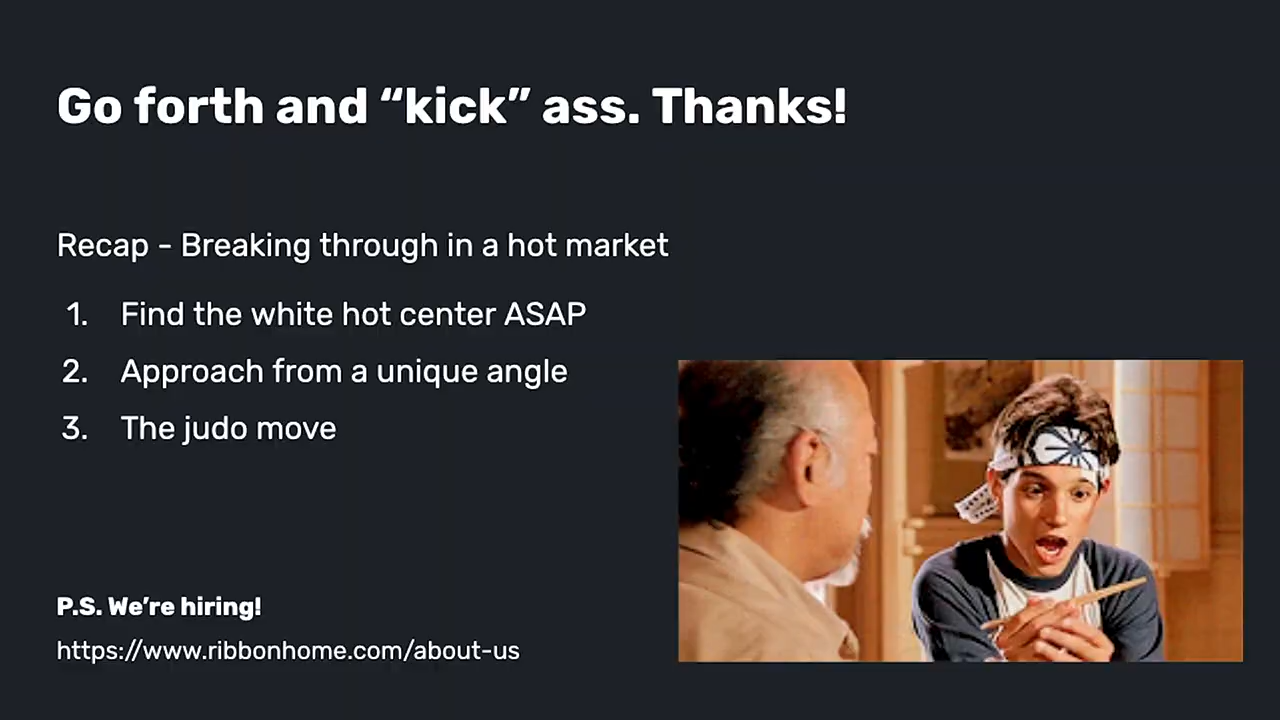 Go forth and “kick” ass. Thanks!
Recap - Breaking through in a hot market
1. Find the white hot center ASAP
2. Approach from a unique angle
3. The judo move
P.S. We’re hiring!
https://www.ribbonhome.com/about-us